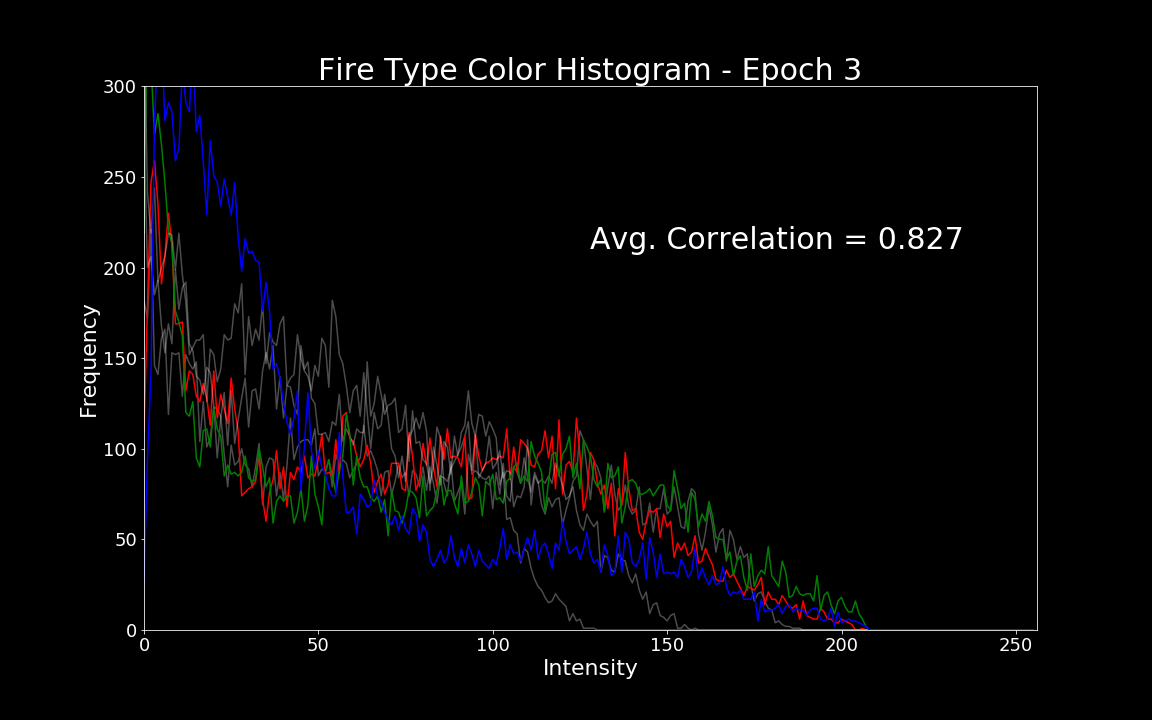 Fire Type Color Histogram - Epoch 3
300
250
200
150
100
50
0
Frequency
Avg. Correlation = 0.827
0 50 100 150 200 250
Intensity